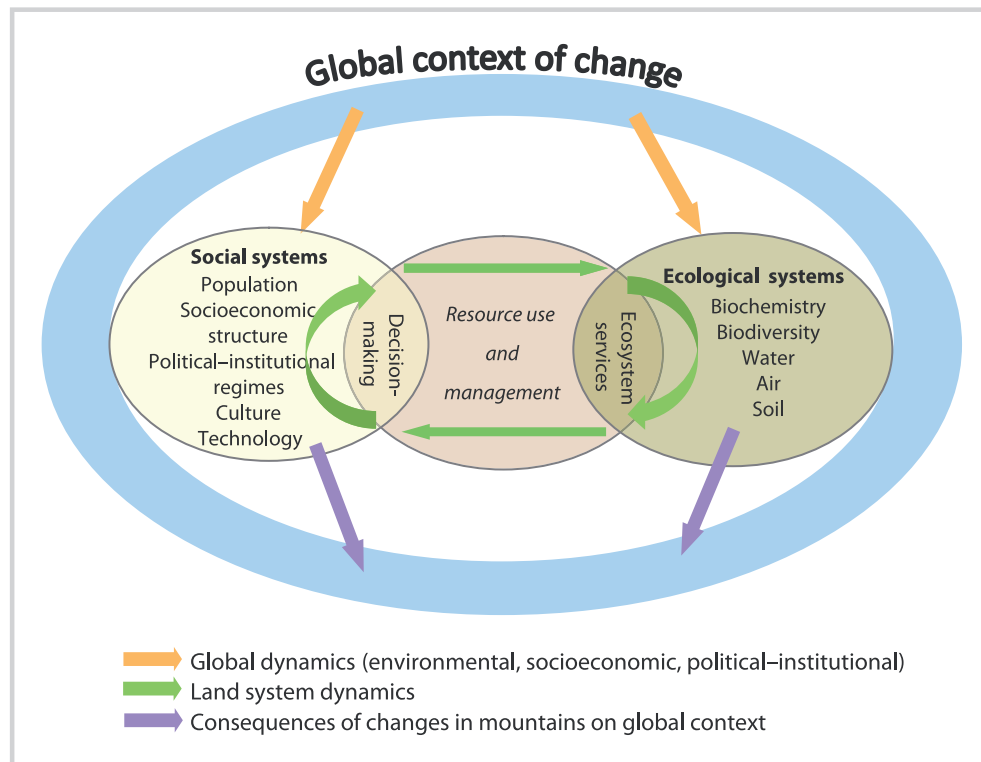 Global context of change
Social systems
Population
Socioeconomic
structure
Political–institutional
regimes
Culture
Technology
Decision-
making
Resource use
and
management
Ecosystem
services
Ecological systems
Biochemistry
Biodiversity
Water
Air
Soil
Global dynamics (environmental, socioeconomic, political–institutional)
Land system dynamics
Consequences of changes in mountains on global context